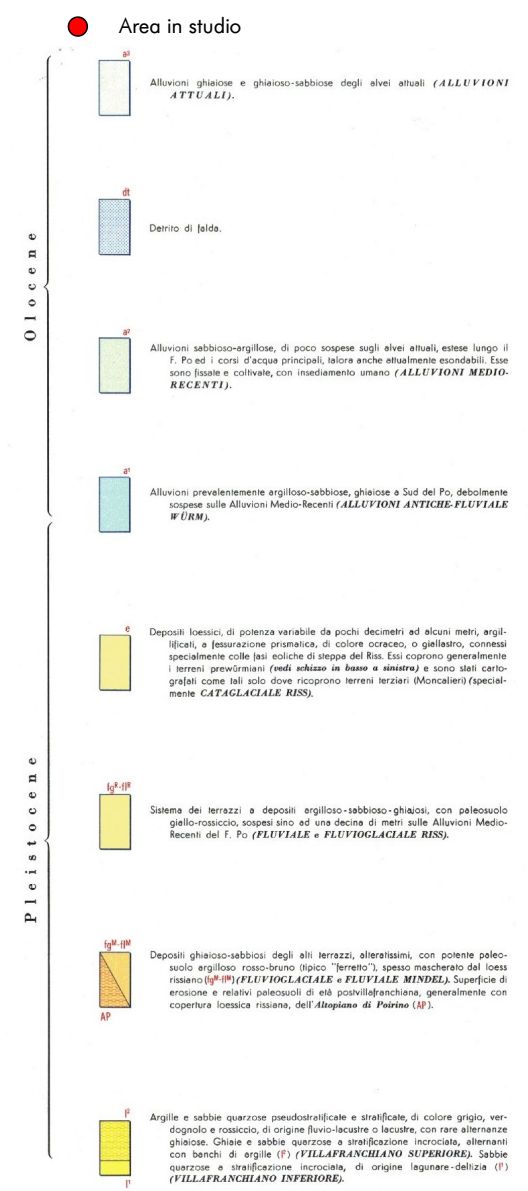 Area in studio
a³
Alluvioni ghiaiose e ghiaioso-sabbiose degli alvei attuali (ALLUVIONI
ATTUALI).
dt
Detrito di falda.
Olocene
a²
Alluvioni sabbioso-argillose, di poco sospese sugli alvei attuali, estese lungo il
F. Po ed i corsi d'acqua principali, talora anche attualmente esondabili. Esse
sono fissate e coltivate, con insediamento umano (ALLUVIONI MEDIO-
RECENTI).
a¹
Alluvioni prevalentemente argilloso-sabbiose, ghiaiose a Sud del Po, debolmente
sospese sulle Alluvioni Medio-Recenti (ALLUVIONI ANTICHE-FLUVIALE
WÜRM).
e
Depositi loessici, di potenza variabile da pochi decimetri ad alcuni metri, argil-
lificati, a fessurazione prismatica, di colore ocraceo, o giallastro, connessi
specialmente colle fasi eoliche di steppa del Riss. Essi coprono generalmente
i terreni prewürmiani (vedi schizzo in basso a sinistra) e sono stati carto-
grafati come tali solo dove ricoprono terreni terziari (Moncalieri) (special-
mente CATAGLACIALE RISS).
Pleistocene
fgᴿ-flᴿ
Sistema dei terrazzi a depositi argilloso-sabbioso-ghiaiosi, con paleosuolo
giallo-rossiccio, sospesi sino ad una decina di metri sulle Alluvioni Medio-
Recenti del F. Po (FLUVIALE e FLUVIOGLACIALE RISS).
fgᴹ-flᴹ
Depositi ghiaioso-sabbiosi degli alti terrazzi, alteratissimi, con potente paleo-
suolo argilloso rosso-bruno (tipico "ferretto"), spesso mascherato dal loess
rissiano (fgᴹ-flᴹ) (FLUVIOGLACIALE e FLUVIALE MINDEL). Superficie di
erosione e relativi paleosuoli di età postvillafranchiana, generalmente con
copertura loessica rissiana, dell'Altopiano di Poirino (AP).
AP
l²
Argille e sabbie quarzose pseudostratificate e stratificate, di colore grigio, ver-
dognolo e rossiccio, di origine fluvio-lacustre o lacustre, con rare alternanze
ghiaiose. Ghiaie e sabbie quarzose a stratificazione incrociata, alternanti
con banchi di argille (l²) (VILLAFRANCHIANO SUPERIORE). Sabbie
quarzose a stratificazione incrociata, di origine lagunare-deltizia (l¹)
(VILLAFRANCHIANO INFERIORE).
l¹